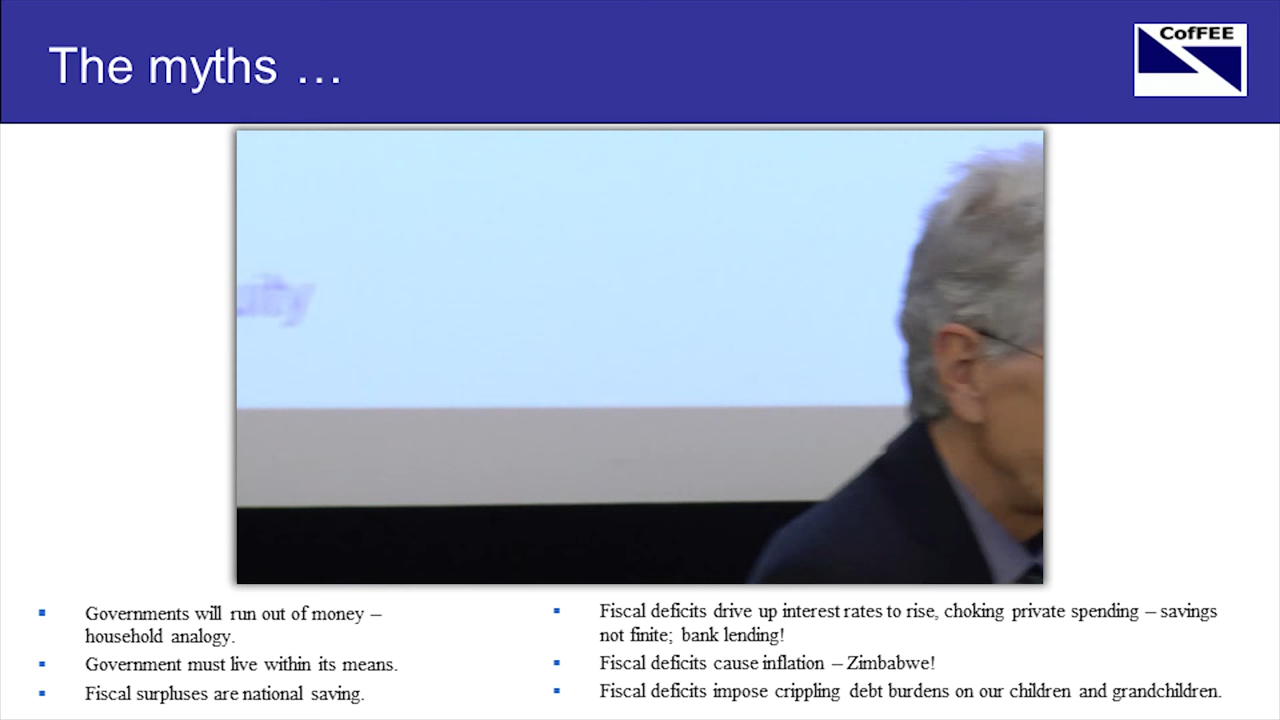 The myths …
CofFEE
Governments will run out of money –
household analogy.
Government must live within its means.
Fiscal surpluses are national saving.
Fiscal deficits drive up interest rates to rise, choking private spending – savings
not finite; bank lending!
Fiscal deficits cause inflation – Zimbabwe!
Fiscal deficits impose crippling debt burdens on our children and grandchildren.